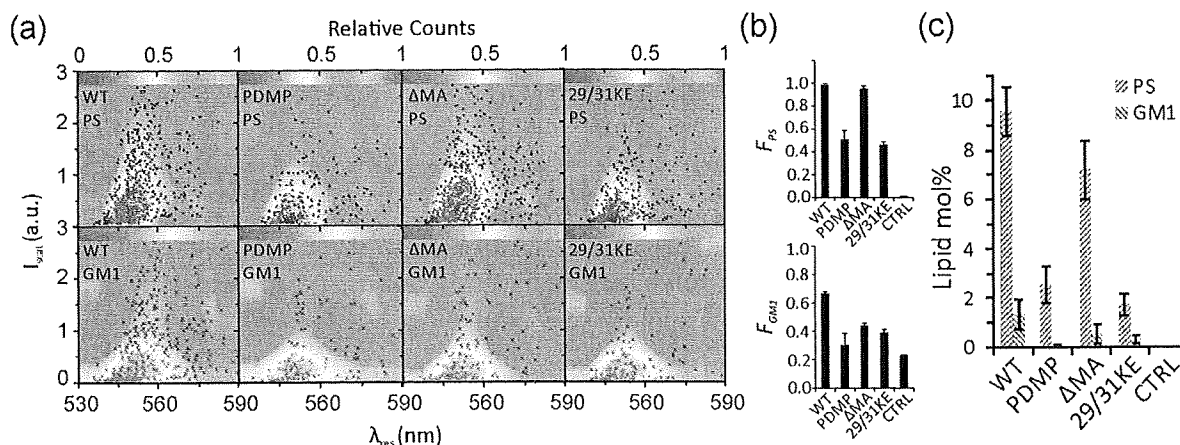 (a)
Relative Counts
0 0.5 1 0.5 1 0.5 1 0.5 1
3
2
1
3
2
1
0
I scat (a.u.)
WT
PS
PDMP
PS
ΔMA
PS
29/31KE
PS
WT
GM1
PDMP
GM1
ΔMA
GM1
29/31KE
GM1
530 560 590 560 590 560 590 560 590
λres (nm)
(b)
1.0
0.8
0.6
0.4
0.2
0.0
FPS
WT
PDMP
ΔMA
29/31KE
CTRL
1.0
0.8
0.6
0.4
0.2
0.0
FGM1
WT
PDMP
ΔMA
29/31KE
CTRL
(c)
PS
GM1
10
8
6
4
2
0
Lipid mol%
WT
PDMP
ΔMA
29/31KE
CTRL